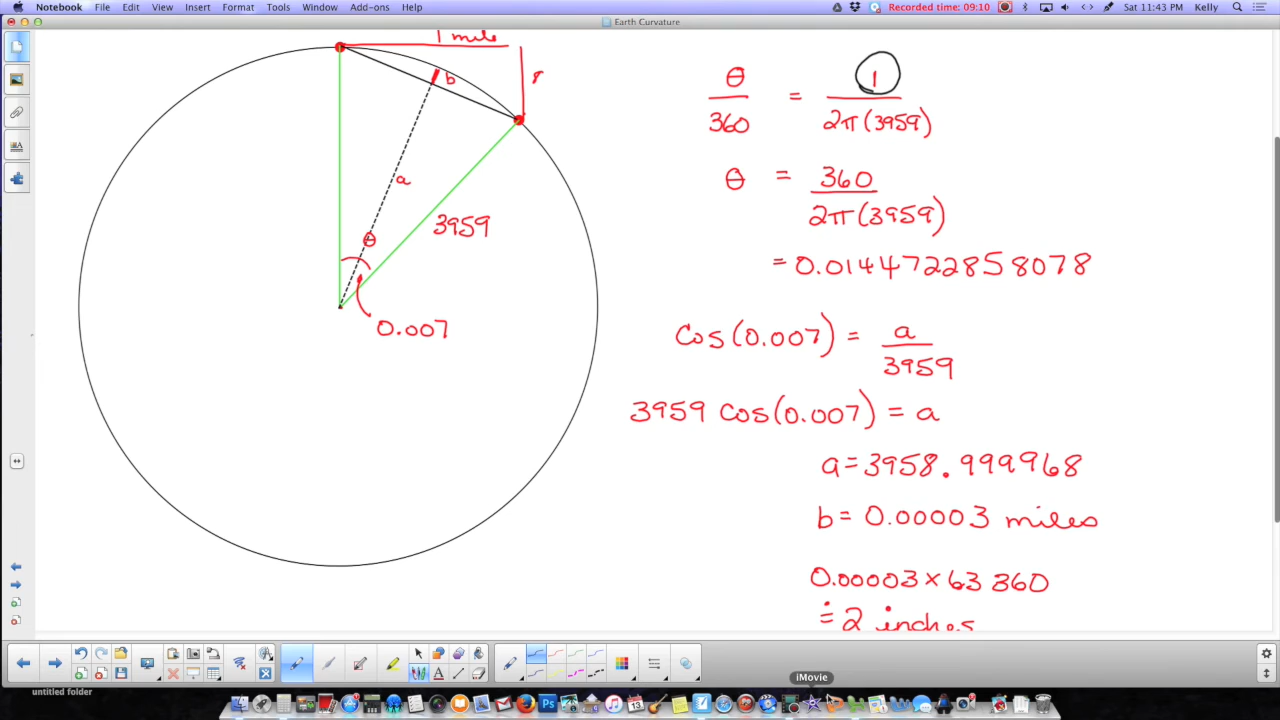 Notebook File Edit View Insert Format Tools Window Add-ons Help Recorded time: 09:10 Sat 11:43 PM Kelly
Earth Curvature
1 mile
b
8
a
θ
3959
0.007
θ/360 = 1/2π(3959)
θ = 360/2π(3959)
= 0.0144722858078
Cos(0.007) = a/3959
3959 Cos(0.007) = a
a = 3958.999968
b = 0.00003 miles
0.00003 × 63 360
≐ 2 inches
iMovie
untitled folder